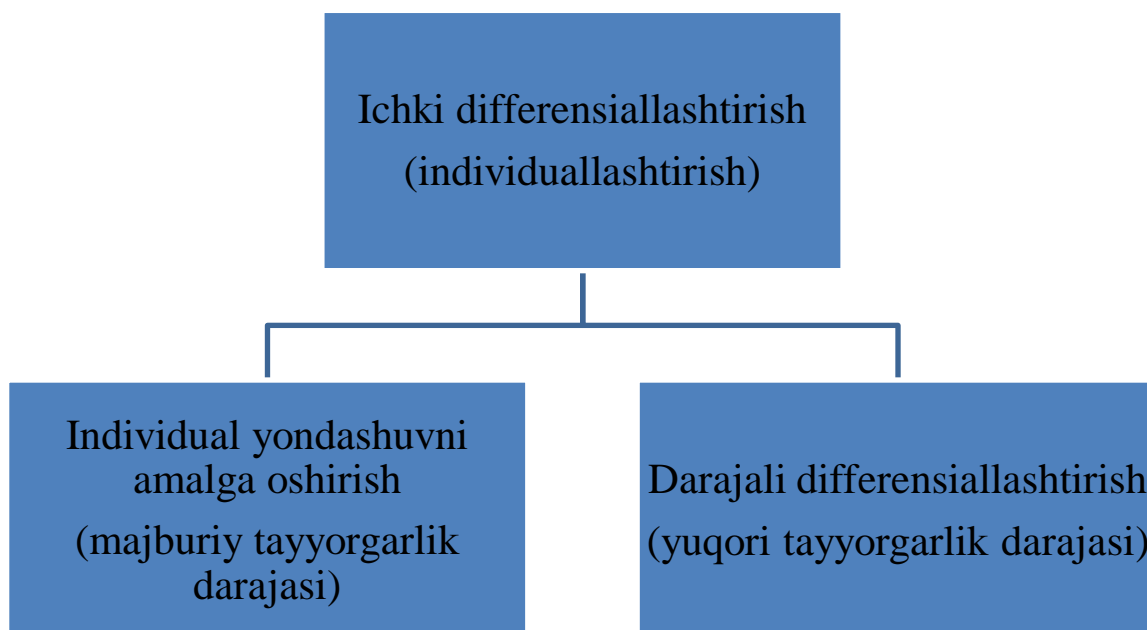 Ichki differensiallashtirish
(individuallashtirish)
Individual yondashuvni
amalga oshirish
(majburiy tayyorgarlik
darajasi)
Darajali differensiallashtirish
(yuqori tayyorgarlik darajasi)